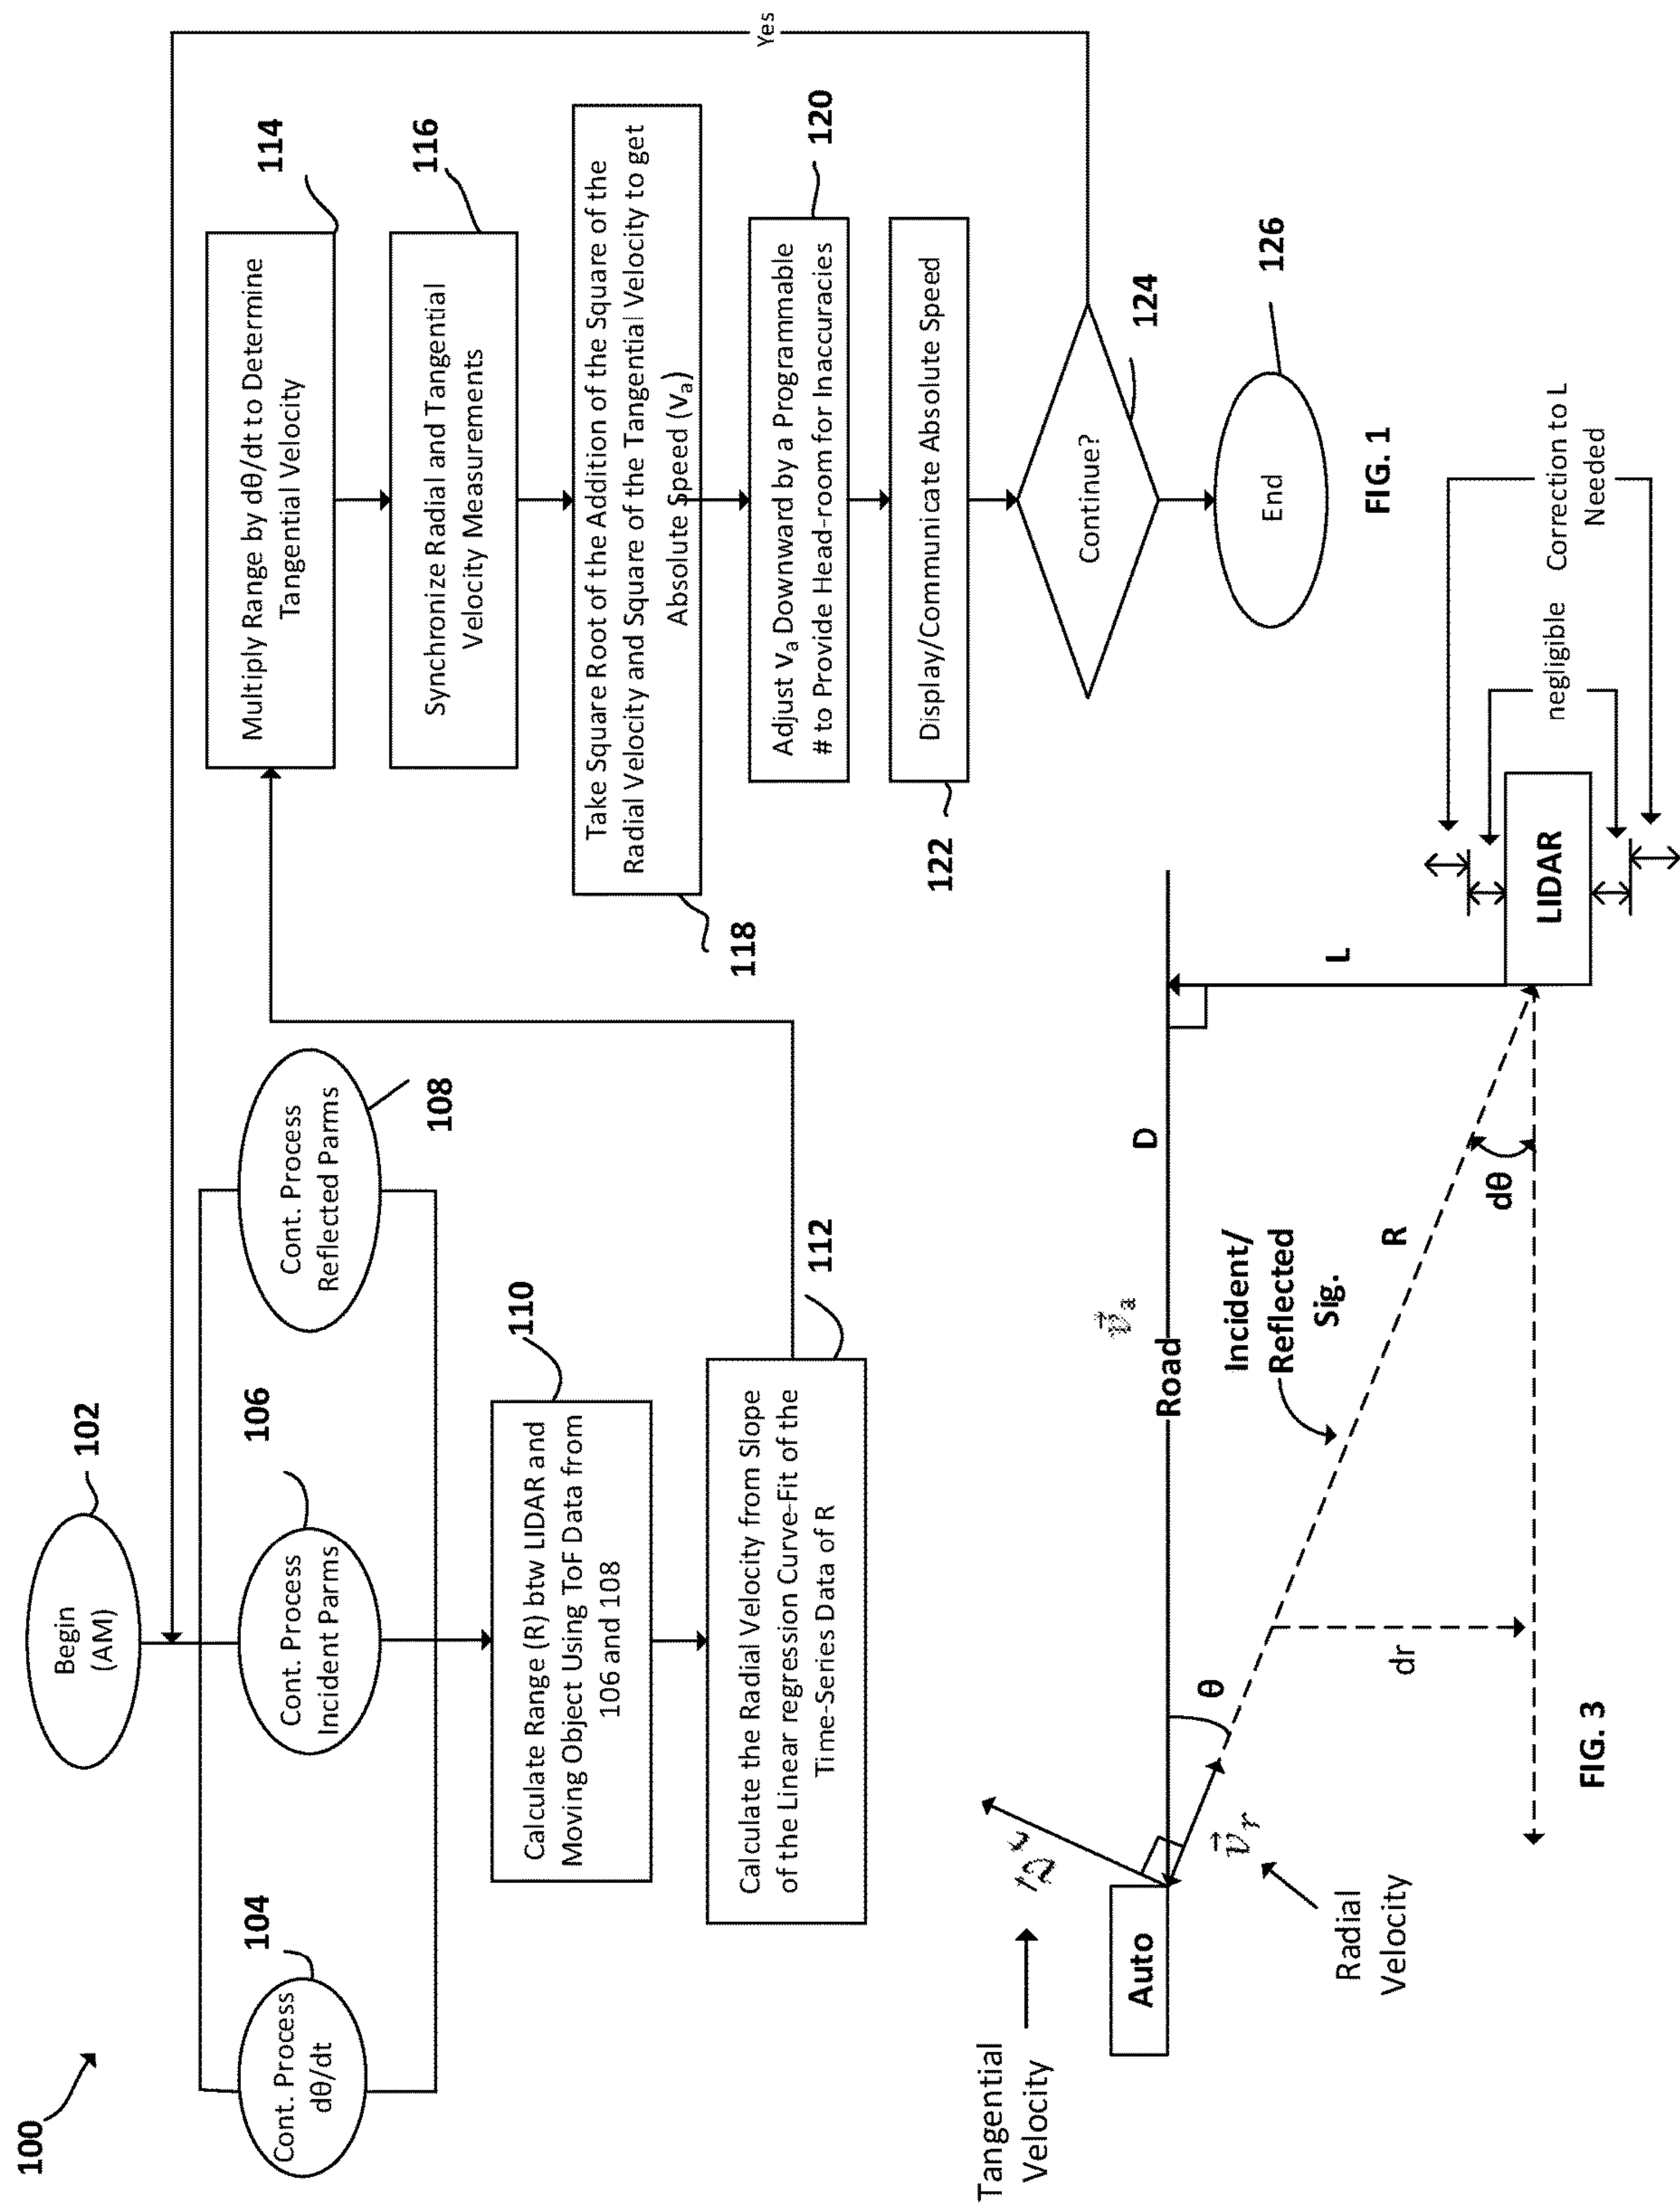 100
Begin
(AM)
102
Cont. Process
dθ/dt
104
Cont. Process
Incident Parms
106
Cont. Process
Reflected Parms
108
Calculate Range (R) btw LIDAR and
Moving Object Using ToF Data from
106 and 108
110
Calculate the Radial Velocity from Slope
of the Linear regression Curve-Fit of the
Time-Series Data of R
112
Multiply Range by dθ/dt to Determine
Tangential Velocity
114
Synchronize Radial and Tangential
Velocity Measurements
116
Take Square Root of the Addition of the Square of the
Radial Velocity and Square of the Tangential Velocity to get
Absolute Speed (Va)
118
Adjust Va Downward by a Programmable
# to Provide Head-room for Inaccuracies
120
Display/Communicate Absolute Speed
122
Continue?
124
Yes
End
126
FIG. 1
Tangential
Velocity
Auto
v⃗t
v⃗r
Radial
Velocity
θ
Road
v⃗a
D
Incident/
Reflected
Sig.
R
dr
dθ
L
LIDAR
negligible
Correction to L
Needed
FIG. 3